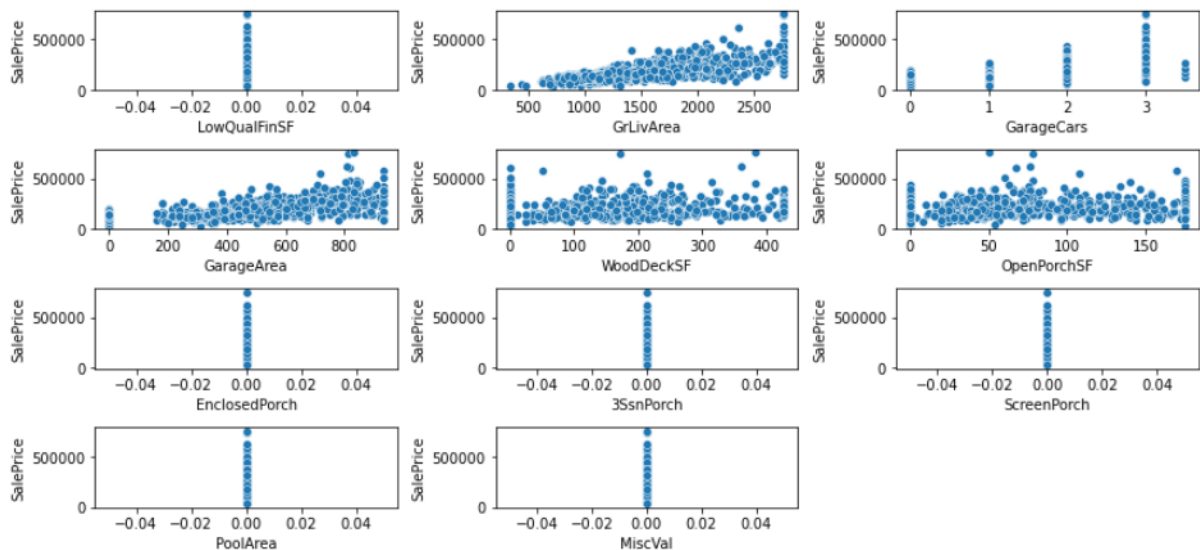 SalePrice
500000
0
−0.04 −0.02 0.00 0.02 0.04
LowQualFinSF
SalePrice
500000
0
500 1000 1500 2000 2500
GrLivArea
SalePrice
500000
0
0 1 2 3
GarageCars
SalePrice
500000
0
0 200 400 600 800
GarageArea
SalePrice
500000
0
0 100 200 300 400
WoodDeckSF
SalePrice
500000
0
0 50 100 150
OpenPorchSF
SalePrice
500000
0
−0.04 −0.02 0.00 0.02 0.04
EnclosedPorch
SalePrice
500000
0
−0.04 −0.02 0.00 0.02 0.04
3SsnPorch
SalePrice
500000
0
−0.04 −0.02 0.00 0.02 0.04
ScreenPorch
SalePrice
500000
0
−0.04 −0.02 0.00 0.02 0.04
PoolArea
SalePrice
500000
0
−0.04 −0.02 0.00 0.02 0.04
MiscVal